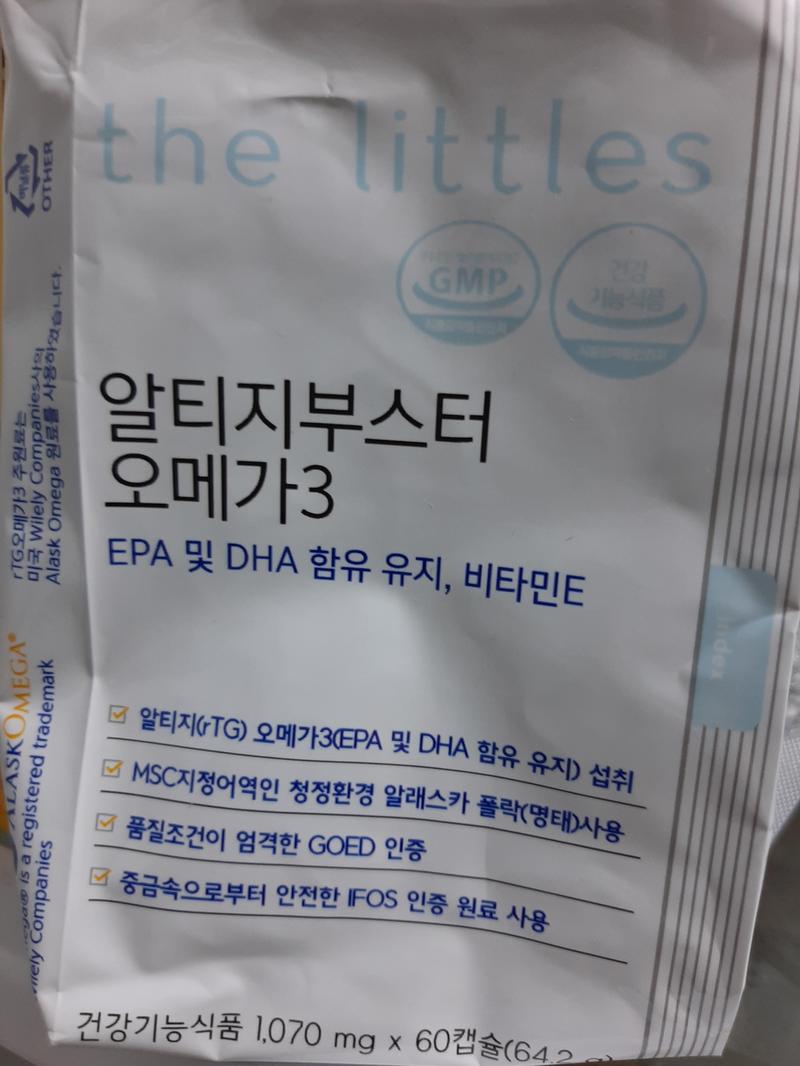 the littles
GMP
건강
기능식품
알티지부스터
오메가3
EPA 및 DHA 함유 유지, 비타민E
알티지(rTG) 오메가3(EPA 및 DHA 함유 유지) 섭취
MSC지정어역인 청정환경 알래스카 폴락(명태)사용
품질조건이 엄격한 GOED 인증
중금속으로부터 안전한 IFOS 인증 원료 사용
건강기능식품 1,070 mg x 60캡슐(64.2 g)
OTHER
rTG오메가3 주원료는
미국 Wilely Companies사의
Alask Omega 원료를 사용하였습니다.
ALASKOMEGA®
is a registered trademark
Companies
index